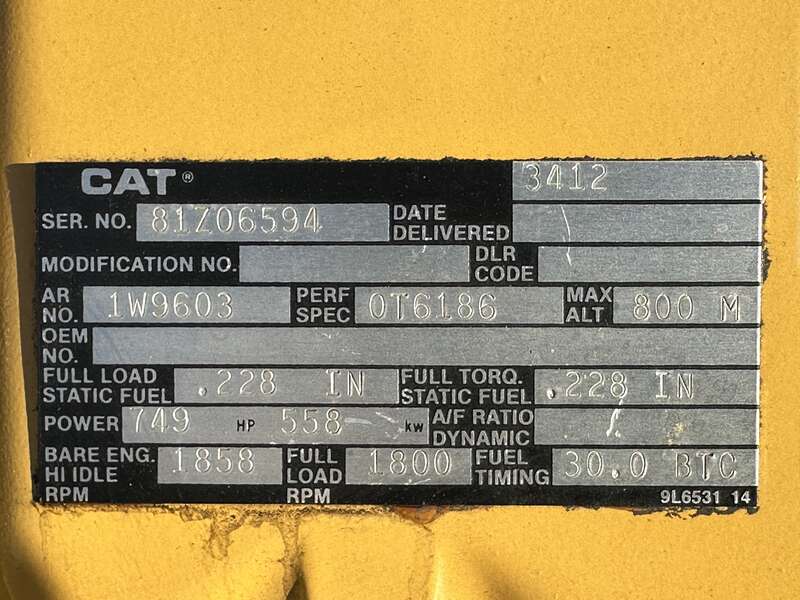 CAT® 3412
SER. NO. 81Z06594 DATE DELIVERED
MODIFICATION NO. DLR CODE
AR NO. 1W9603 PERF SPEC 0T6186 MAX ALT 800 M
OEM NO.
FULL LOAD STATIC FUEL .228 IN FULL TORQ. STATIC FUEL .228 IN
POWER 749 HP 558 kw A/F RATIO DYNAMIC
BARE ENG. HI IDLE RPM 1858 FULL LOAD RPM 1800 FUEL TIMING 30.0 BTC
9L6531 14